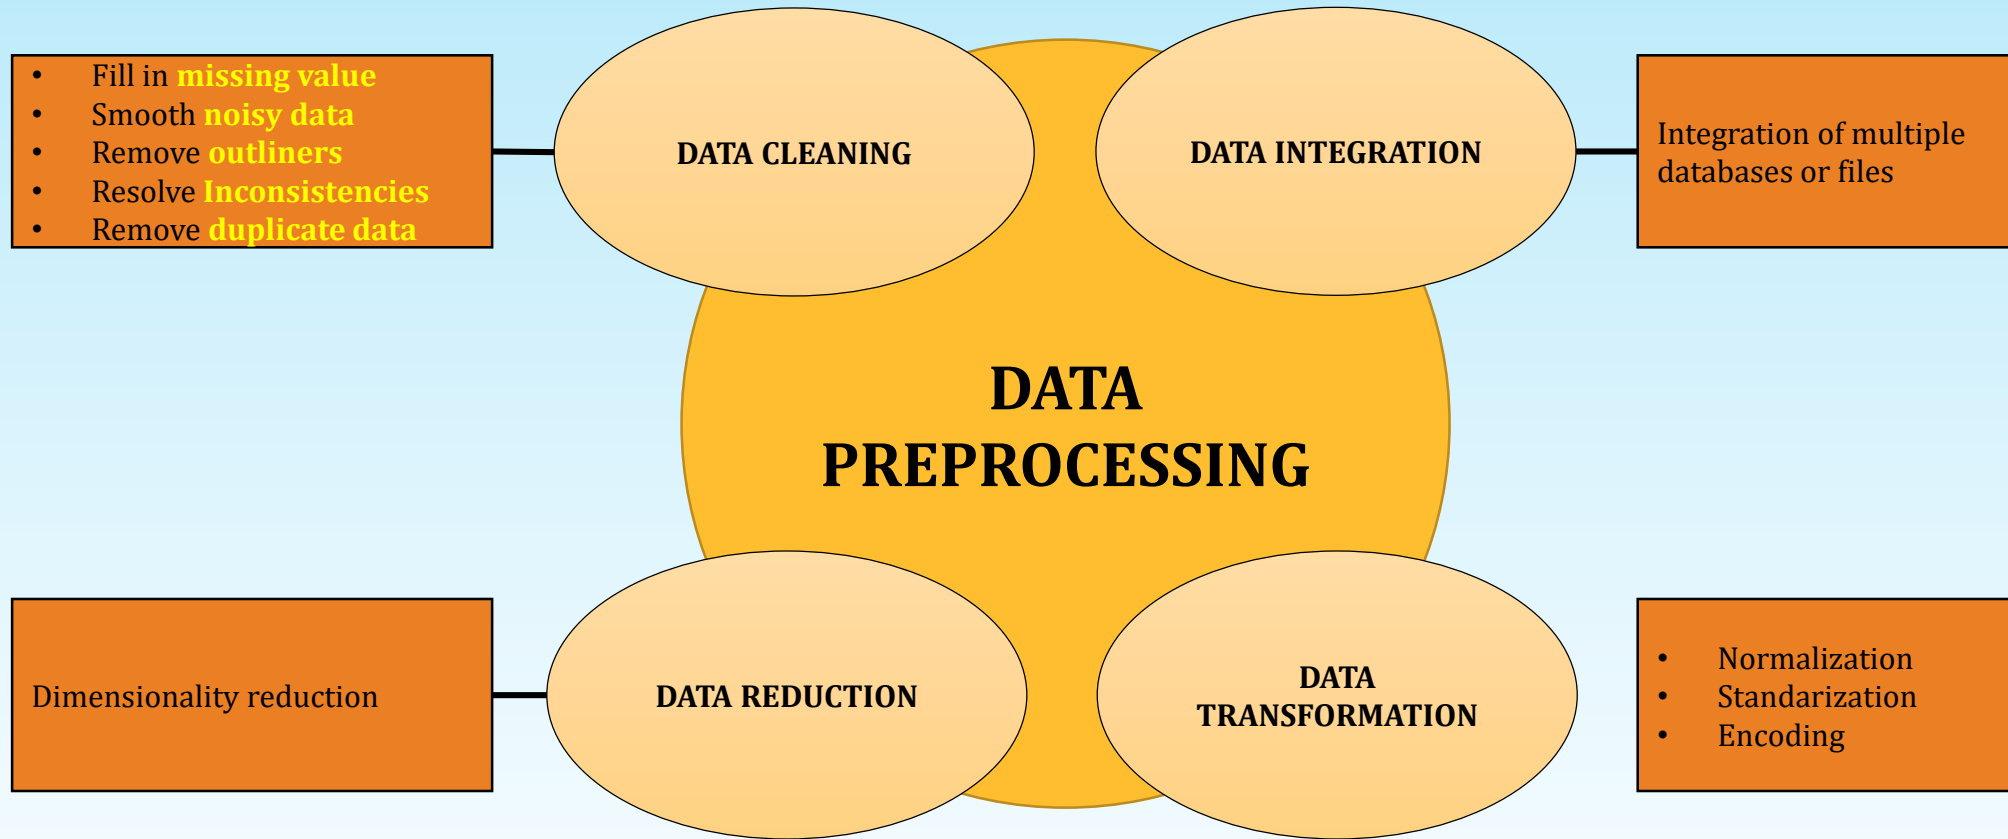 • Fill in missing value
• Smooth noisy data
• Remove outliners
• Resolve Inconsistencies
• Remove duplicate data
DATA CLEANING
DATA INTEGRATION
Integration of multiple
databases or files
DATA
PREPROCESSING
Dimensionality reduction
DATA REDUCTION
DATA
TRANSFORMATION
• Normalization
• Standarization
• Encoding